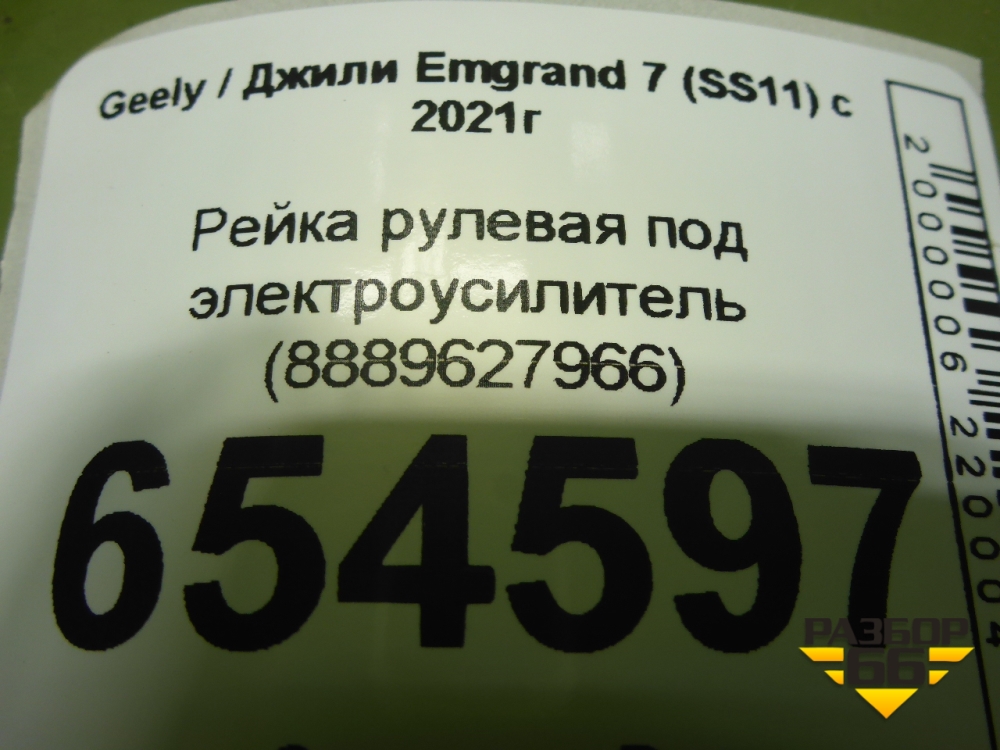 Geely / Джили Emgrand 7 (SS11) с
2021г
Рейка рулевая под
электроусилитель
(8889627966)
654597
2000006220004
РАЗБОР
66